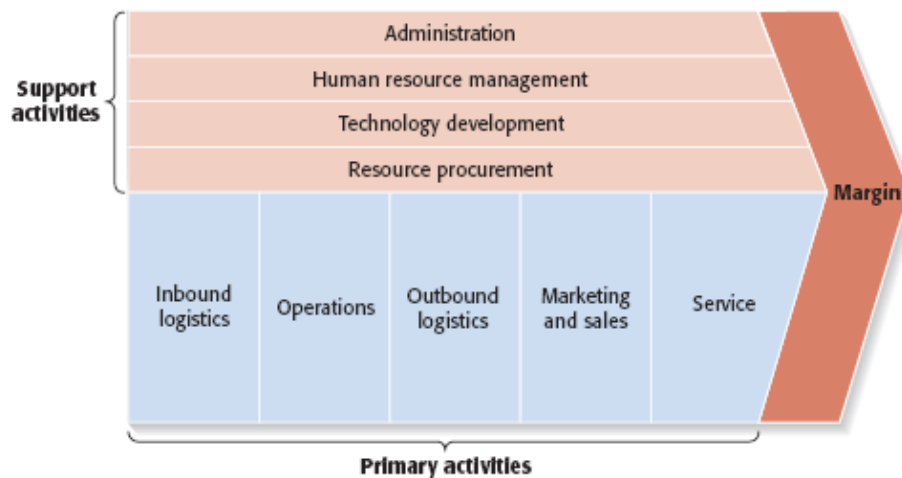 Administration
Support
activities
Human resource management
Technology development
Resource procurement
Margin
Inbound
logistics
Operations
Outbound
logistics
Marketing
and sales
Service
Primary activities